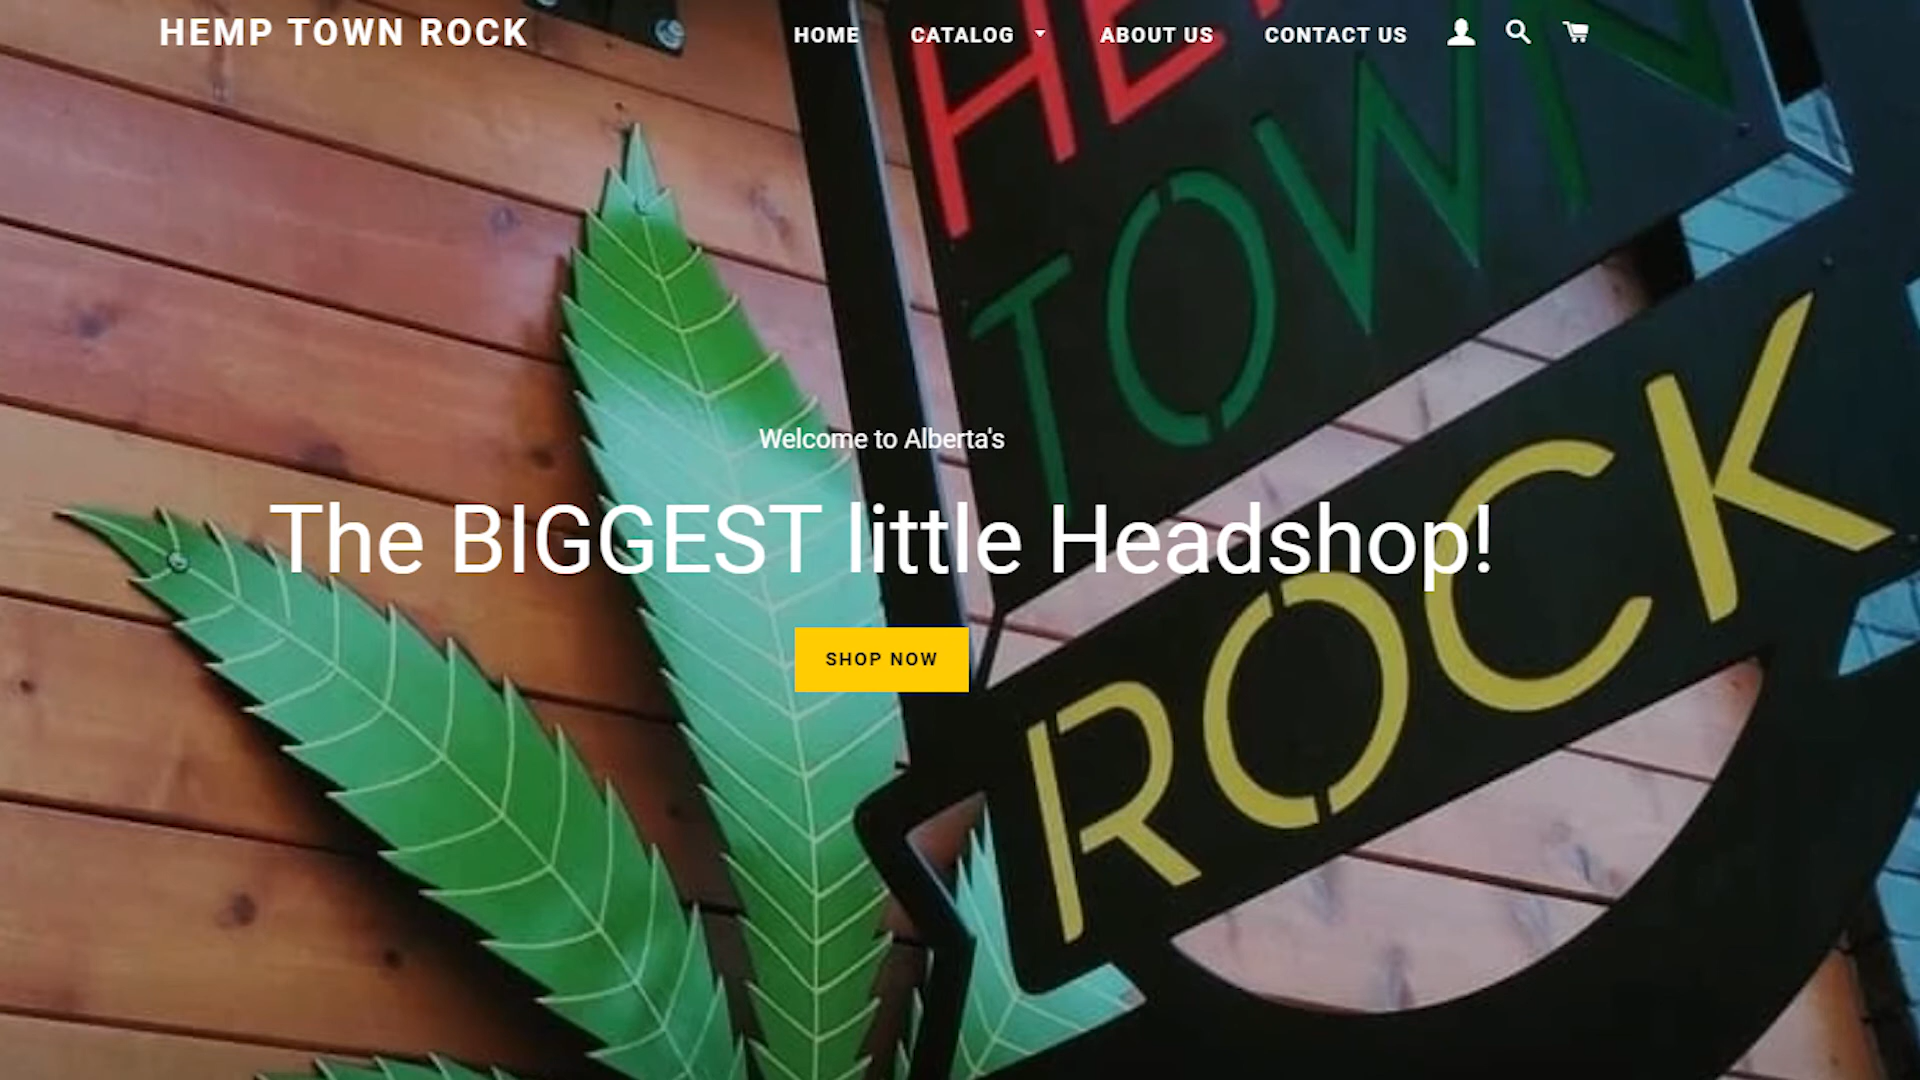 HEMP TOWN ROCK
HOME CATALOG ABOUT US CONTACT US
HEMP
TOWN
ROCK
Welcome to Alberta's
The BIGGEST little Headshop!
SHOP NOW